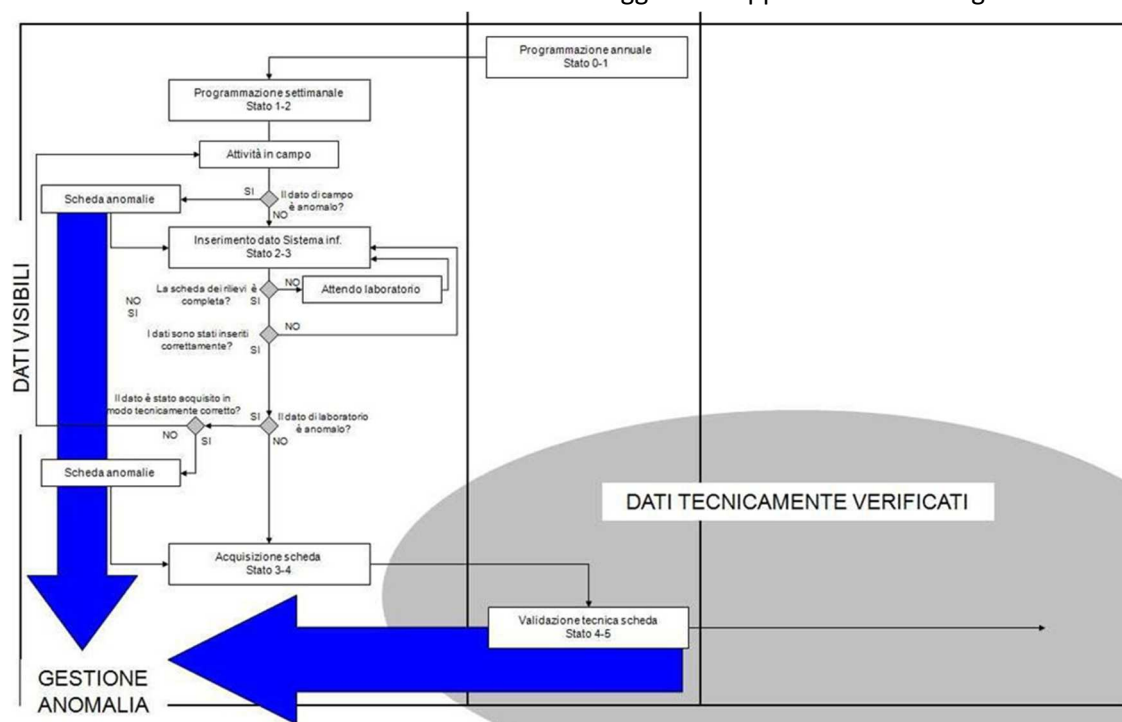 Programmazione annuale
Stato 0-1
Programmazione settimanale
Stato 1-2
Attività in campo
SI
Il dato di campo
è anomalo?
Scheda anomalie
NO
Inserimento dato Sistema inf.
Stato 2-3
La scheda dei rilievi è
completa?
NO
SI
Attendo laboratorio
NO
SI
I dati sono stati inseriti
correttamente?
NO
SI
DATI VISIBILI
Il dato è stato acquisito in
modo tecnicamente corretto?
SI
Il dato di laboratorio
è anomalo?
NO
SI
NO
Scheda anomalie
DATI TECNICAMENTE VERIFICATI
Acquisizione scheda
Stato 3-4
Validazione tecnica scheda
Stato 4-5
GESTIONE
ANOMALIA